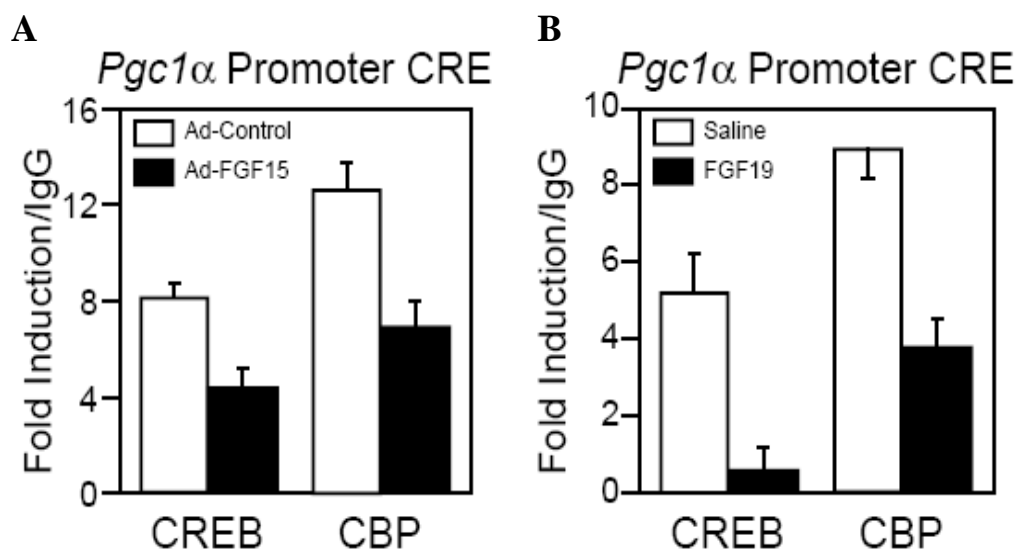 A
Pgc1α Promoter CRE
Fold Induction/IgG
16
12
8
4
0
Ad-Control
Ad-FGF15
CREB CBP
B
Pgc1α Promoter CRE
Fold Induction/IgG
10
8
6
4
2
0
Saline
FGF19
CREB CBP